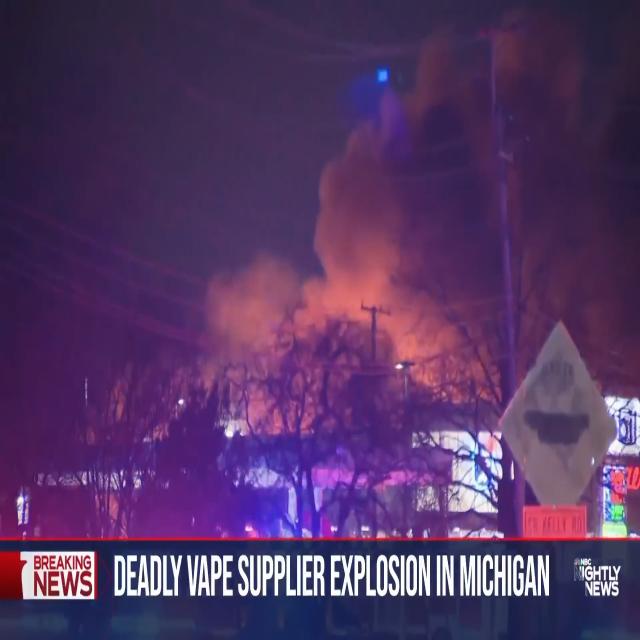 BREAKING
NEWS
DEADLY VAPE SUPPLIER EXPLOSION IN MICHIGAN
NBC
NIGHTLY
NEWS